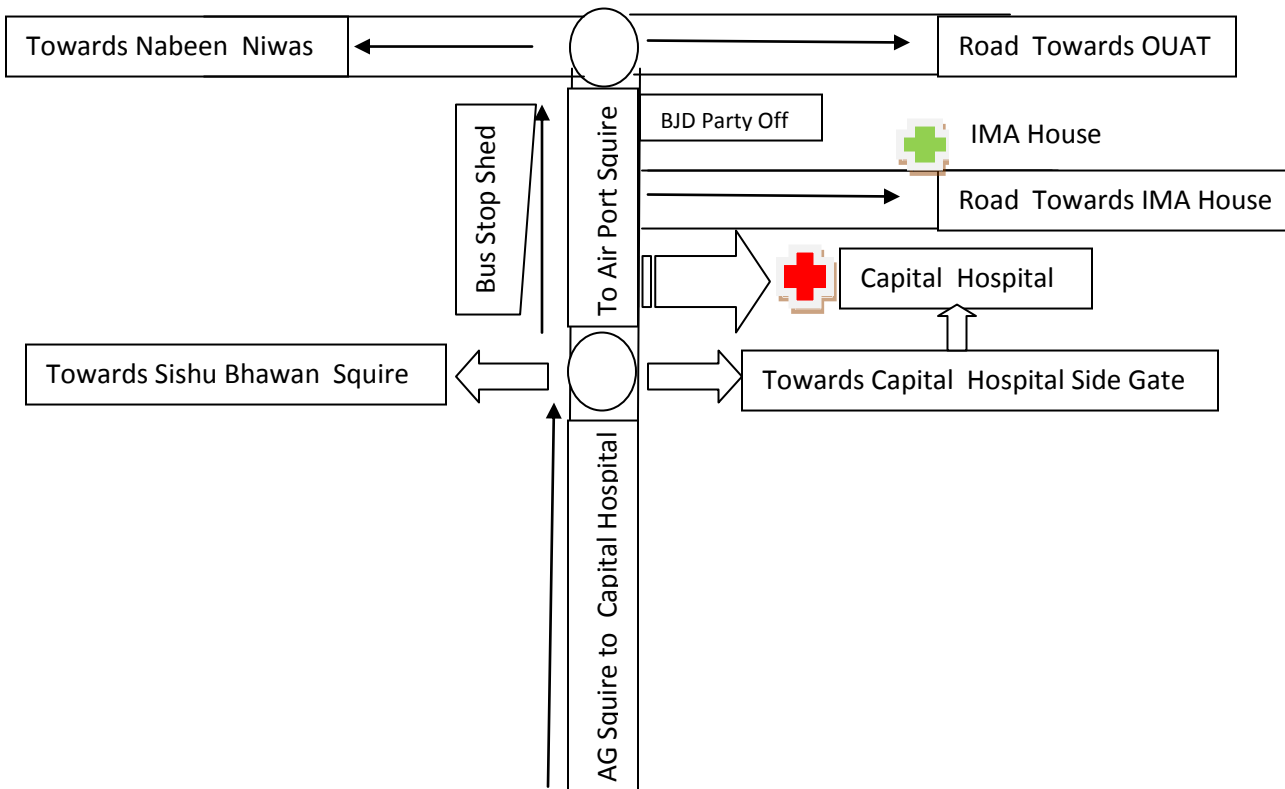 Towards Nabeen Niwas
Road Towards OUAT
BJD Party Off
IMA House
Bus Stop Shed
To Air Port Squire
Road Towards IMA House
Capital Hospital
Towards Sishu Bhawan Squire
Towards Capital Hospital Side Gate
AG Squire to Capital Hospital